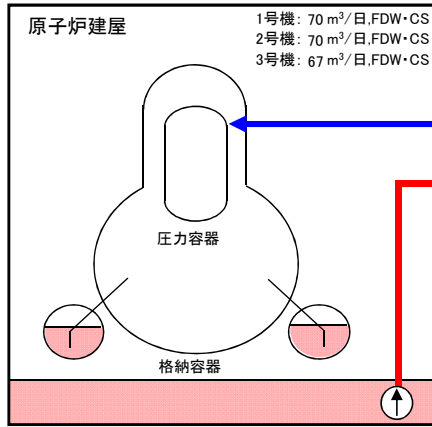 原子炉建屋
1号機: 70 m³/日,FDW・CS
2号機: 70 m³/日,FDW・CS
3号機: 67 m³/日,FDW・CS
圧力容器
格納容器